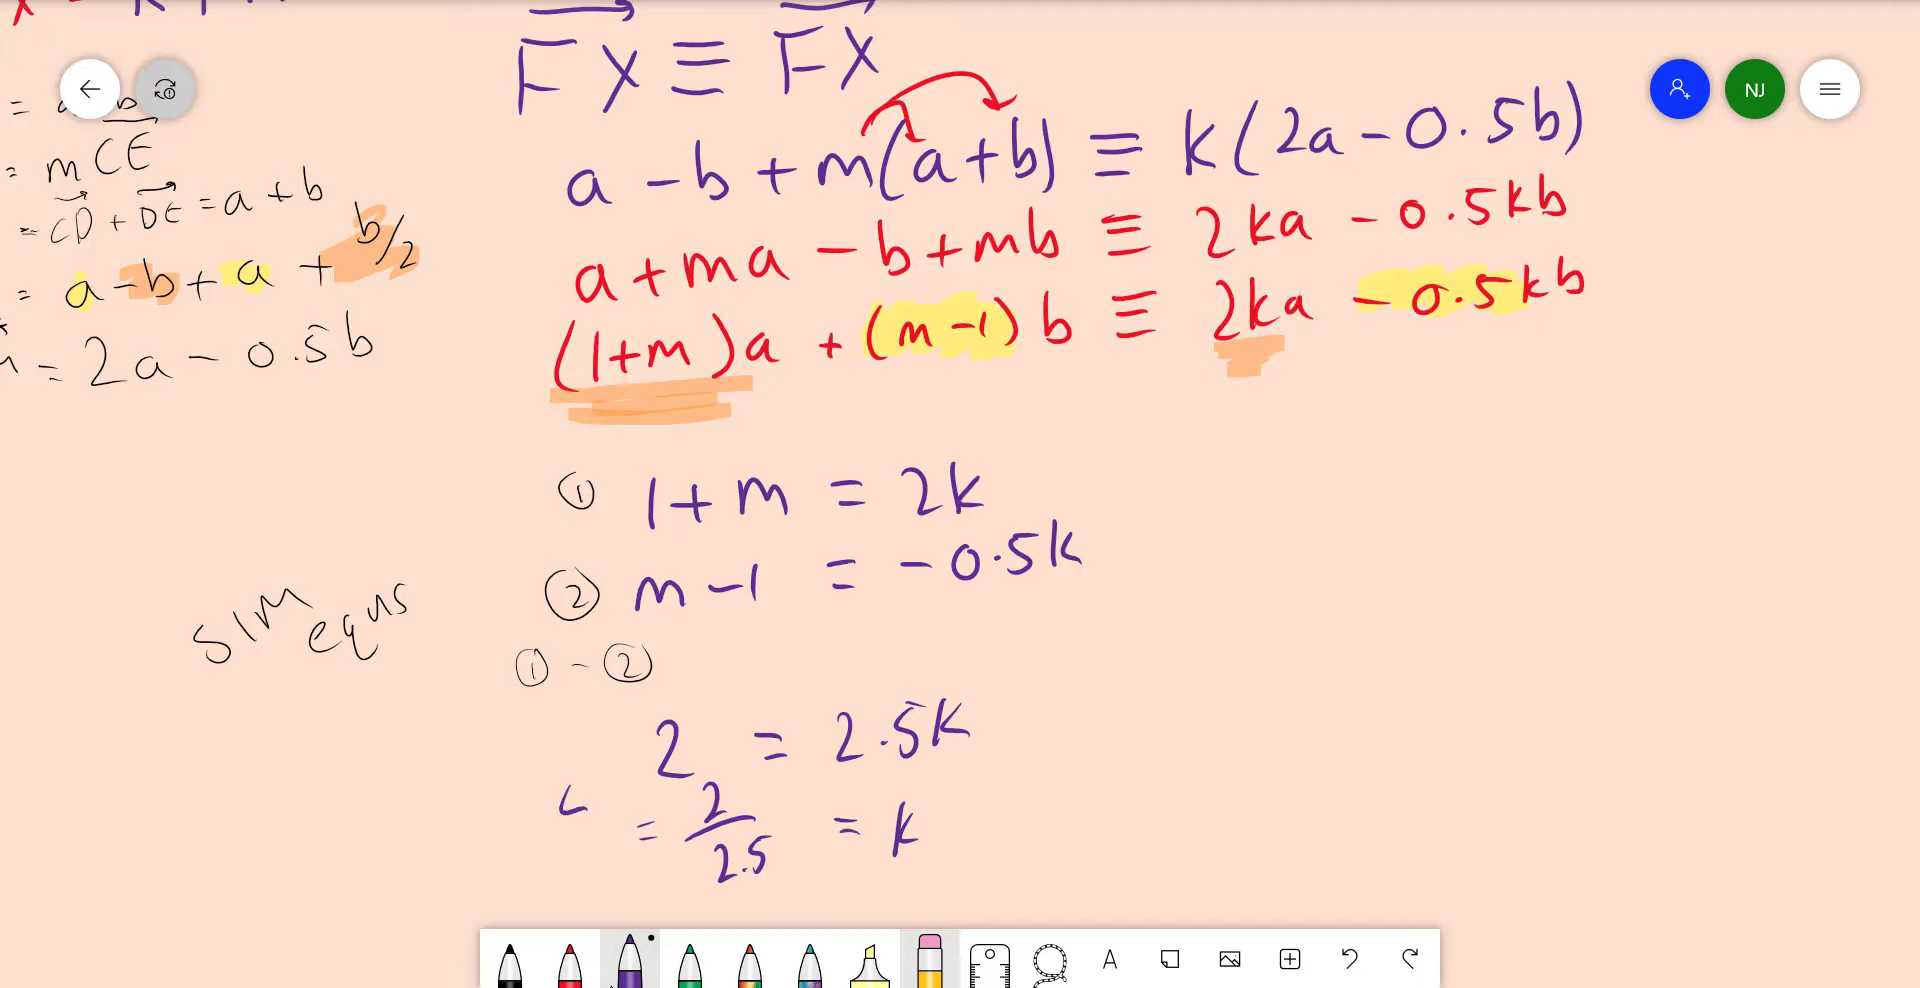 FX ≡ FX
= mCE
= CD + DE = a + b
= a - b + a + b/2
= 2a - 0.5b
a - b + m(a+b) ≡ k(2a - 0.5b)
a + ma - b + mb ≡ 2ka - 0.5kb
(1+m)a + (m-1)b ≡ 2ka - 0.5kb
① 1+m = 2k
② m-1 = -0.5k
SIM equs
① - ②
2 = 2.5k
= 2/2.5 = k
NJ
A